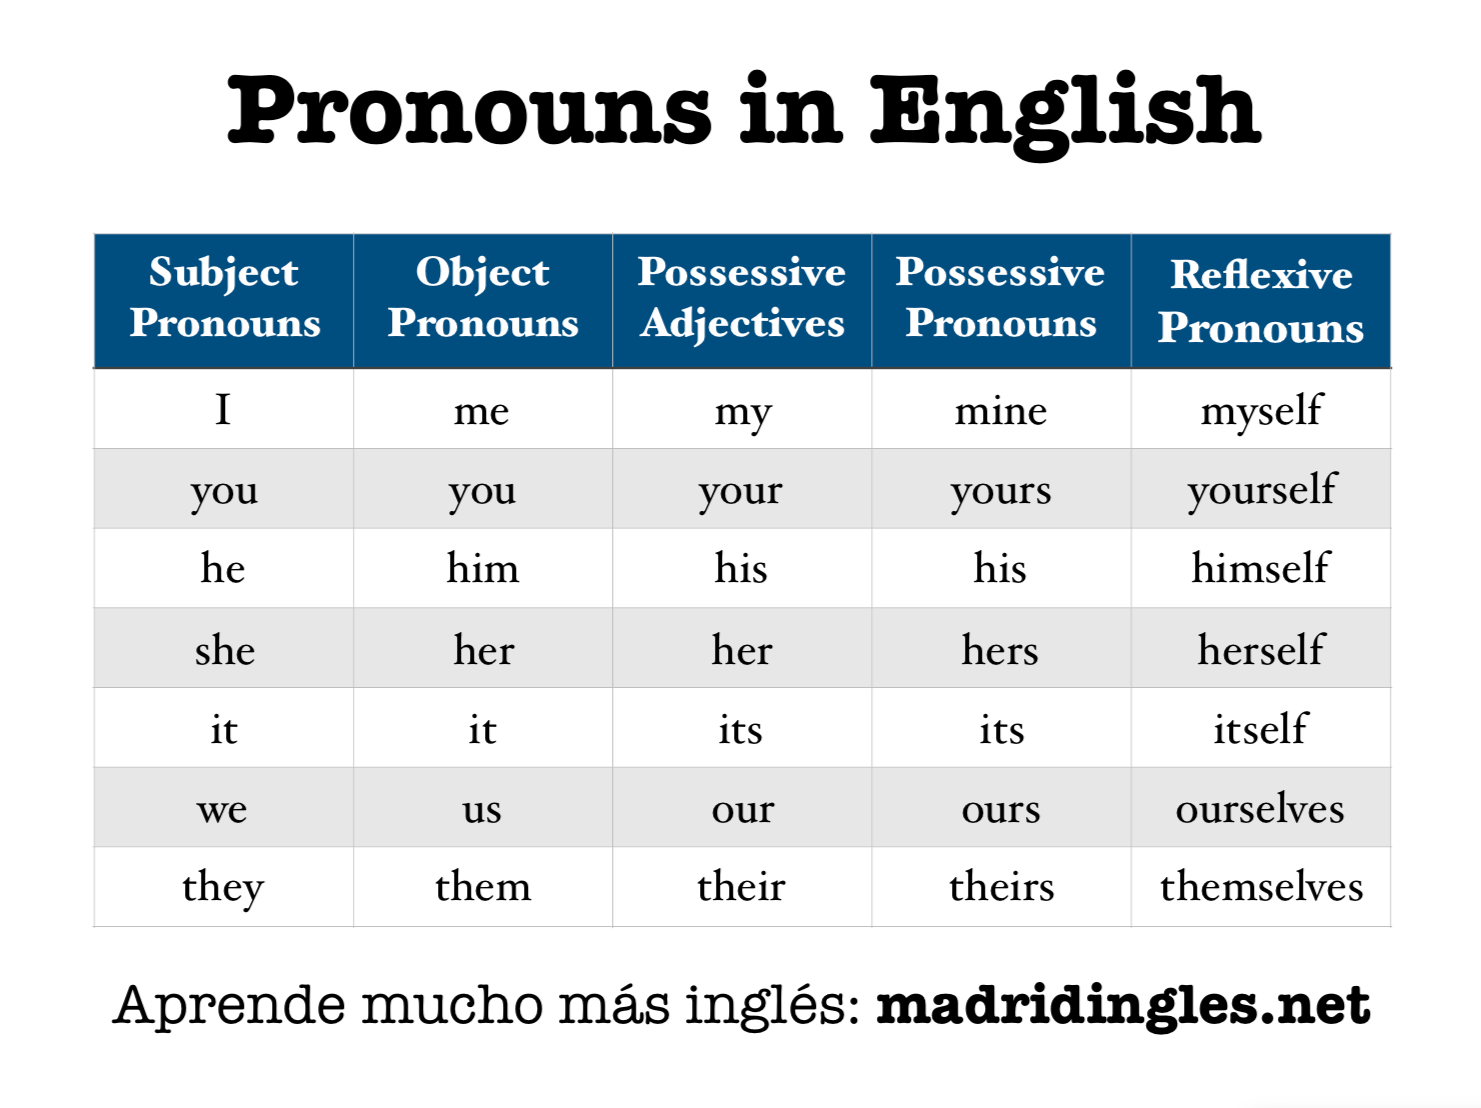 Pronouns in English
Subject Pronouns Object Pronouns Possessive Adjectives Possessive Pronouns Reflexive Pronouns
I me my mine myself
you you your yours yourself
he him his his himself
she her her hers herself
it it its its itself
we us our ours ourselves
they them their theirs themselves
Aprende mucho más inglés: madridingles.net